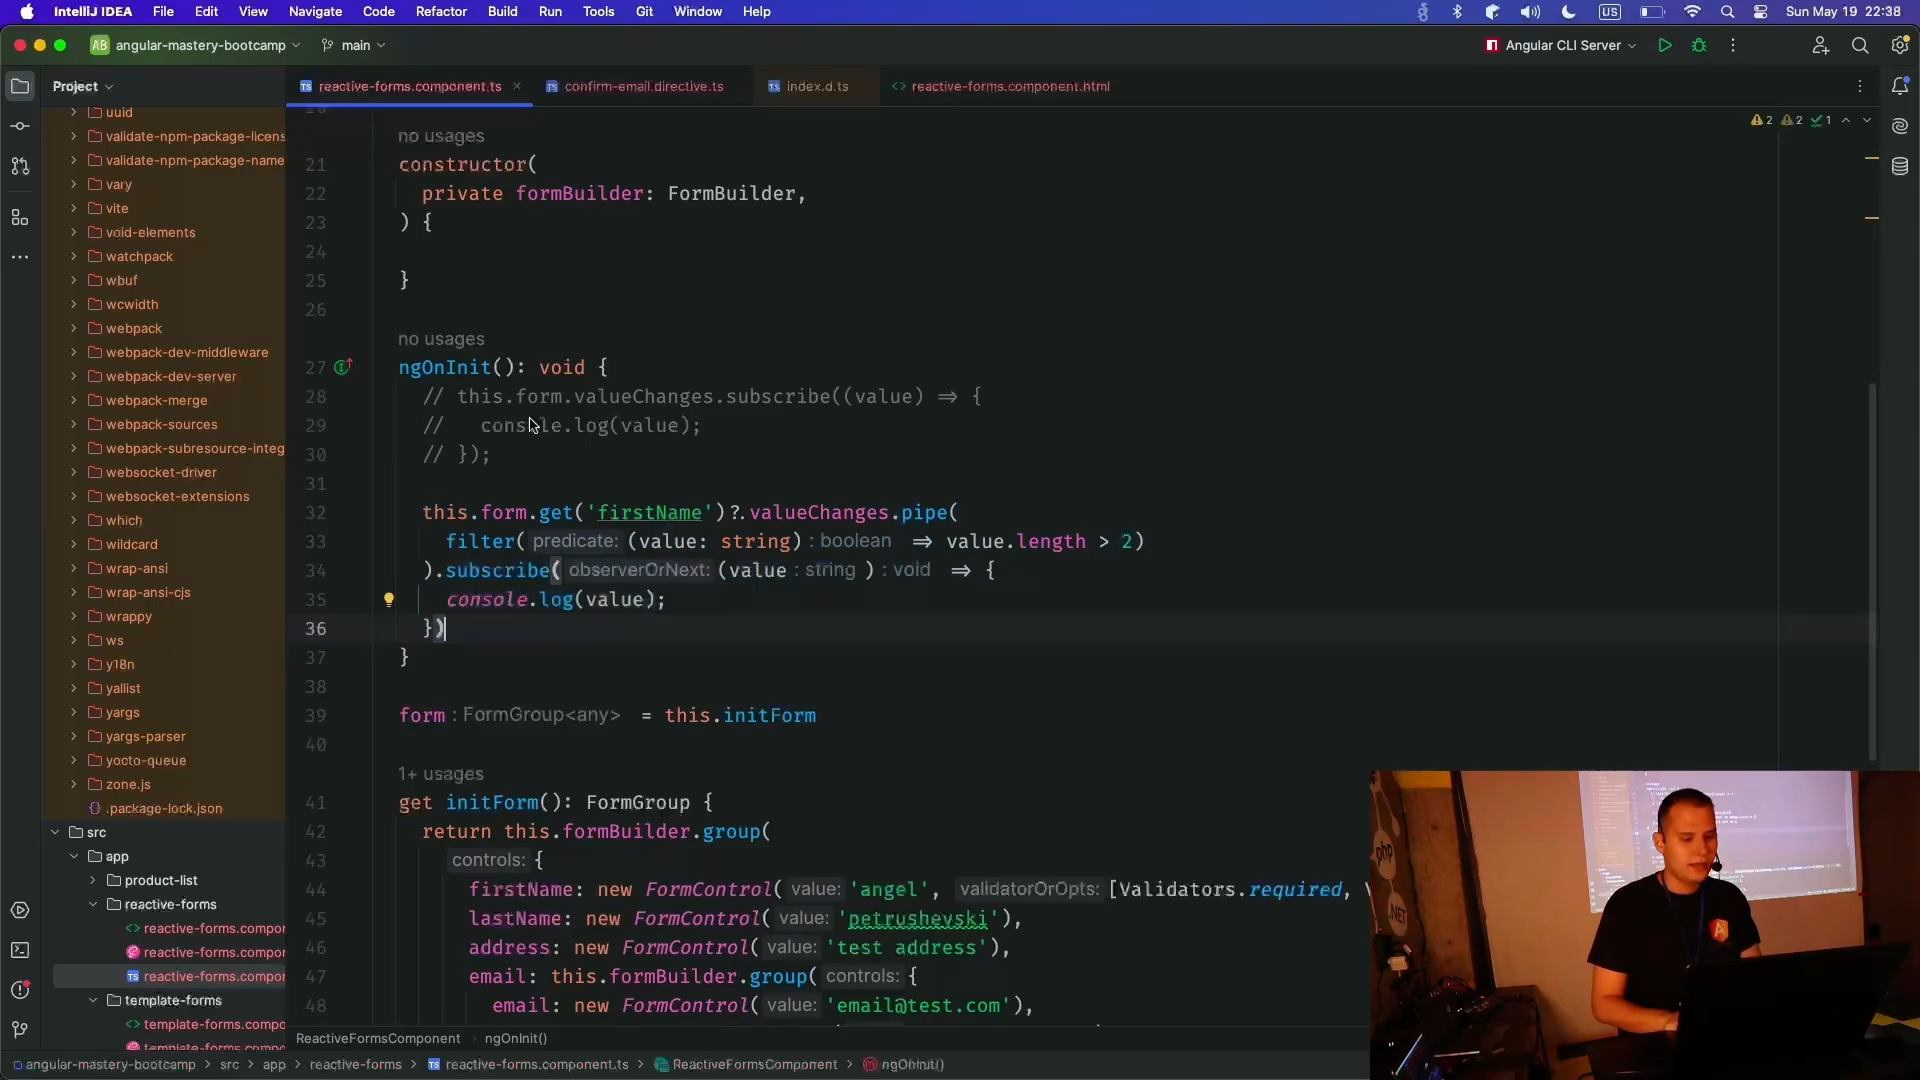 IntelliJ IDEA File Edit View Navigate Code Refactor Build Run Tools Git Window Help US Sun May 19 22:38
AB angular-mastery-bootcamp main Angular CLI Server
Project
reactive-forms.component.ts confirm-email.directive.ts index.d.ts reactive-forms.component.html
2 2 1
uuid
validate-npm-package-licens
validate-npm-package-name
vary
vite
void-elements
watchpack
wbuf
wcwidth
webpack
webpack-dev-middleware
webpack-dev-server
webpack-merge
webpack-sources
webpack-subresource-integ
websocket-driver
websocket-extensions
which
wildcard
wrap-ansi
wrap-ansi-cjs
wrappy
ws
y18n
yallist
yargs
yargs-parser
yocto-queue
zone.js
.package-lock.json
src
app
product-list
reactive-forms
reactive-forms.compor
reactive-forms.compor
TS reactive-forms.compor
template-forms
template-forms.compo
template-forms.compo
no usages
21 constructor(
22 private formBuilder: FormBuilder,
23 ) {
24
25 }
26
no usages
27 ngOnInit(): void {
28 // this.form.valueChanges.subscribe((value) => {
29 // console.log(value);
30 // });
31
32 this.form.get('firstName')?.valueChanges.pipe(
33 filter( predicate: (value: string) : boolean => value.length > 2)
34 ).subscribe( observerOrNext: (value : string ) : void => {
35 console.log(value);
36 })
37 }
38
39 form : FormGroup<any> = this.initForm
40
1+ usages
41 get initForm(): FormGroup {
42 return this.formBuilder.group(
43 controls: {
44 firstName: new FormControl( value: 'angel', validatorOrOpts: [Validators.required,
45 lastName: new FormControl( value: 'petrushevski'),
46 address: new FormControl( value: 'test address'),
47 email: this.formBuilder.group( controls: {
48 email: new FormControl( value: 'email@test.com'),
ReactiveFormsComponent › ngOnInit()
angular-mastery-bootcamp > src > app > reactive-forms > TS reactive-forms.component.ts > ReactiveFormsComponent > m ngOnInit()
php
.NET
A